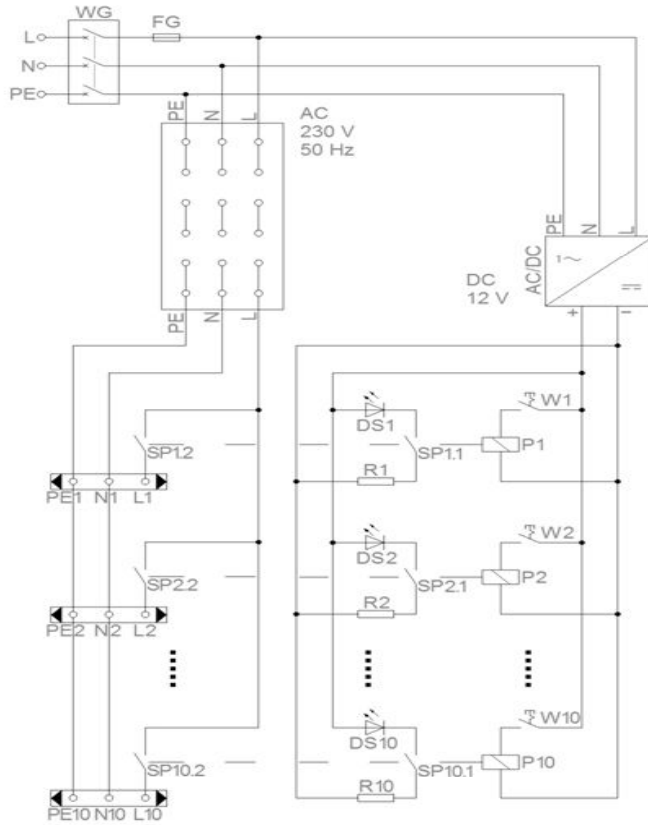 WG
FG
L
N
PE
PE
N
L
AC
230 V
50 Hz
PE
N
L
AC/DC
1~
DC
12 V
+
-
PE
N
L
DS1
W1
SP1.2
SP1.1
P1
R1
PE1 N1 L1
DS2
W2
SP2.2
SP2.1
P2
R2
PE2 N2 L2
DS10
W10
SP10.2
SP10.1
P10
R10
PE10 N10 L10